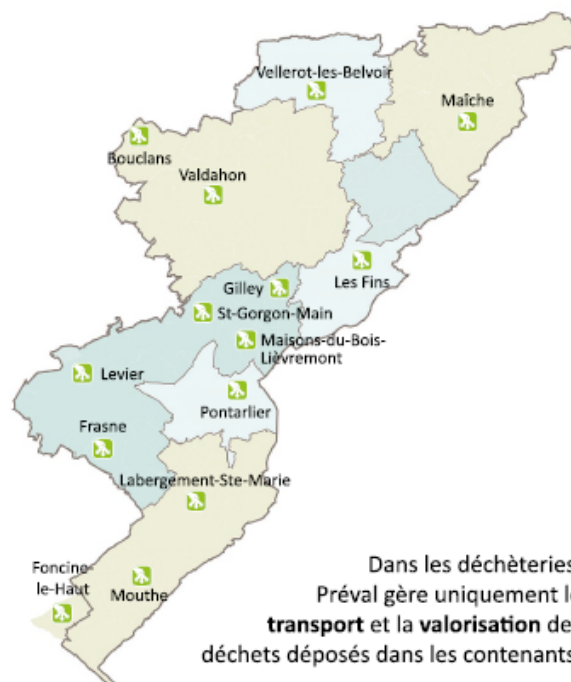 Vellerot-les-Belvoir
Maîche
Bouclans
Valdahon
Gilley
Les Fins
St-Gorgon-Main
Maisons-du-Bois-
Lièvremont
Levier
Pontarlier
Frasne
Labergement-Ste-Marie
Foncine-
le-Haut
Mouthe
Dans les déchèteries
Préval gère uniquement l
transport et la valorisation de
déchets déposés dans les contenants